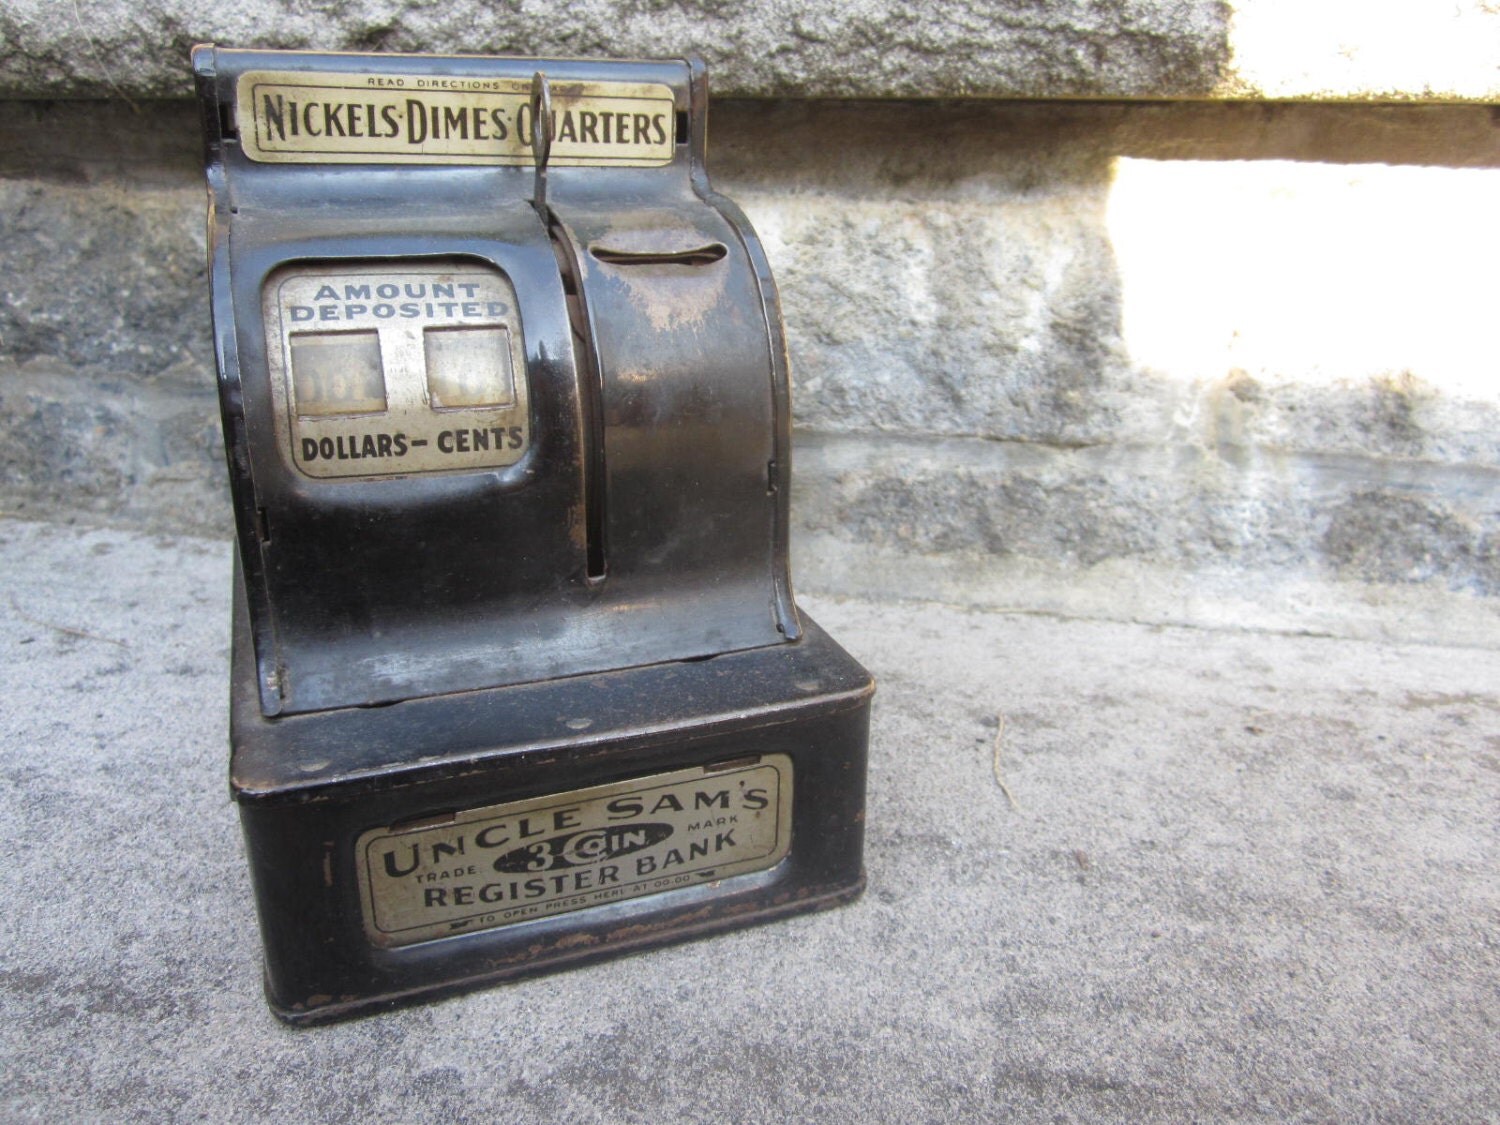 READ DIRECTIONS
NICKELS·DIMES·QUARTERS
AMOUNT
DEPOSITED
DOLLARS–CENTS
UNCLE SAM'S
TRADE 3 COIN MARK
REGISTER BANK
TO OPEN PRESS HERE AT 00.00